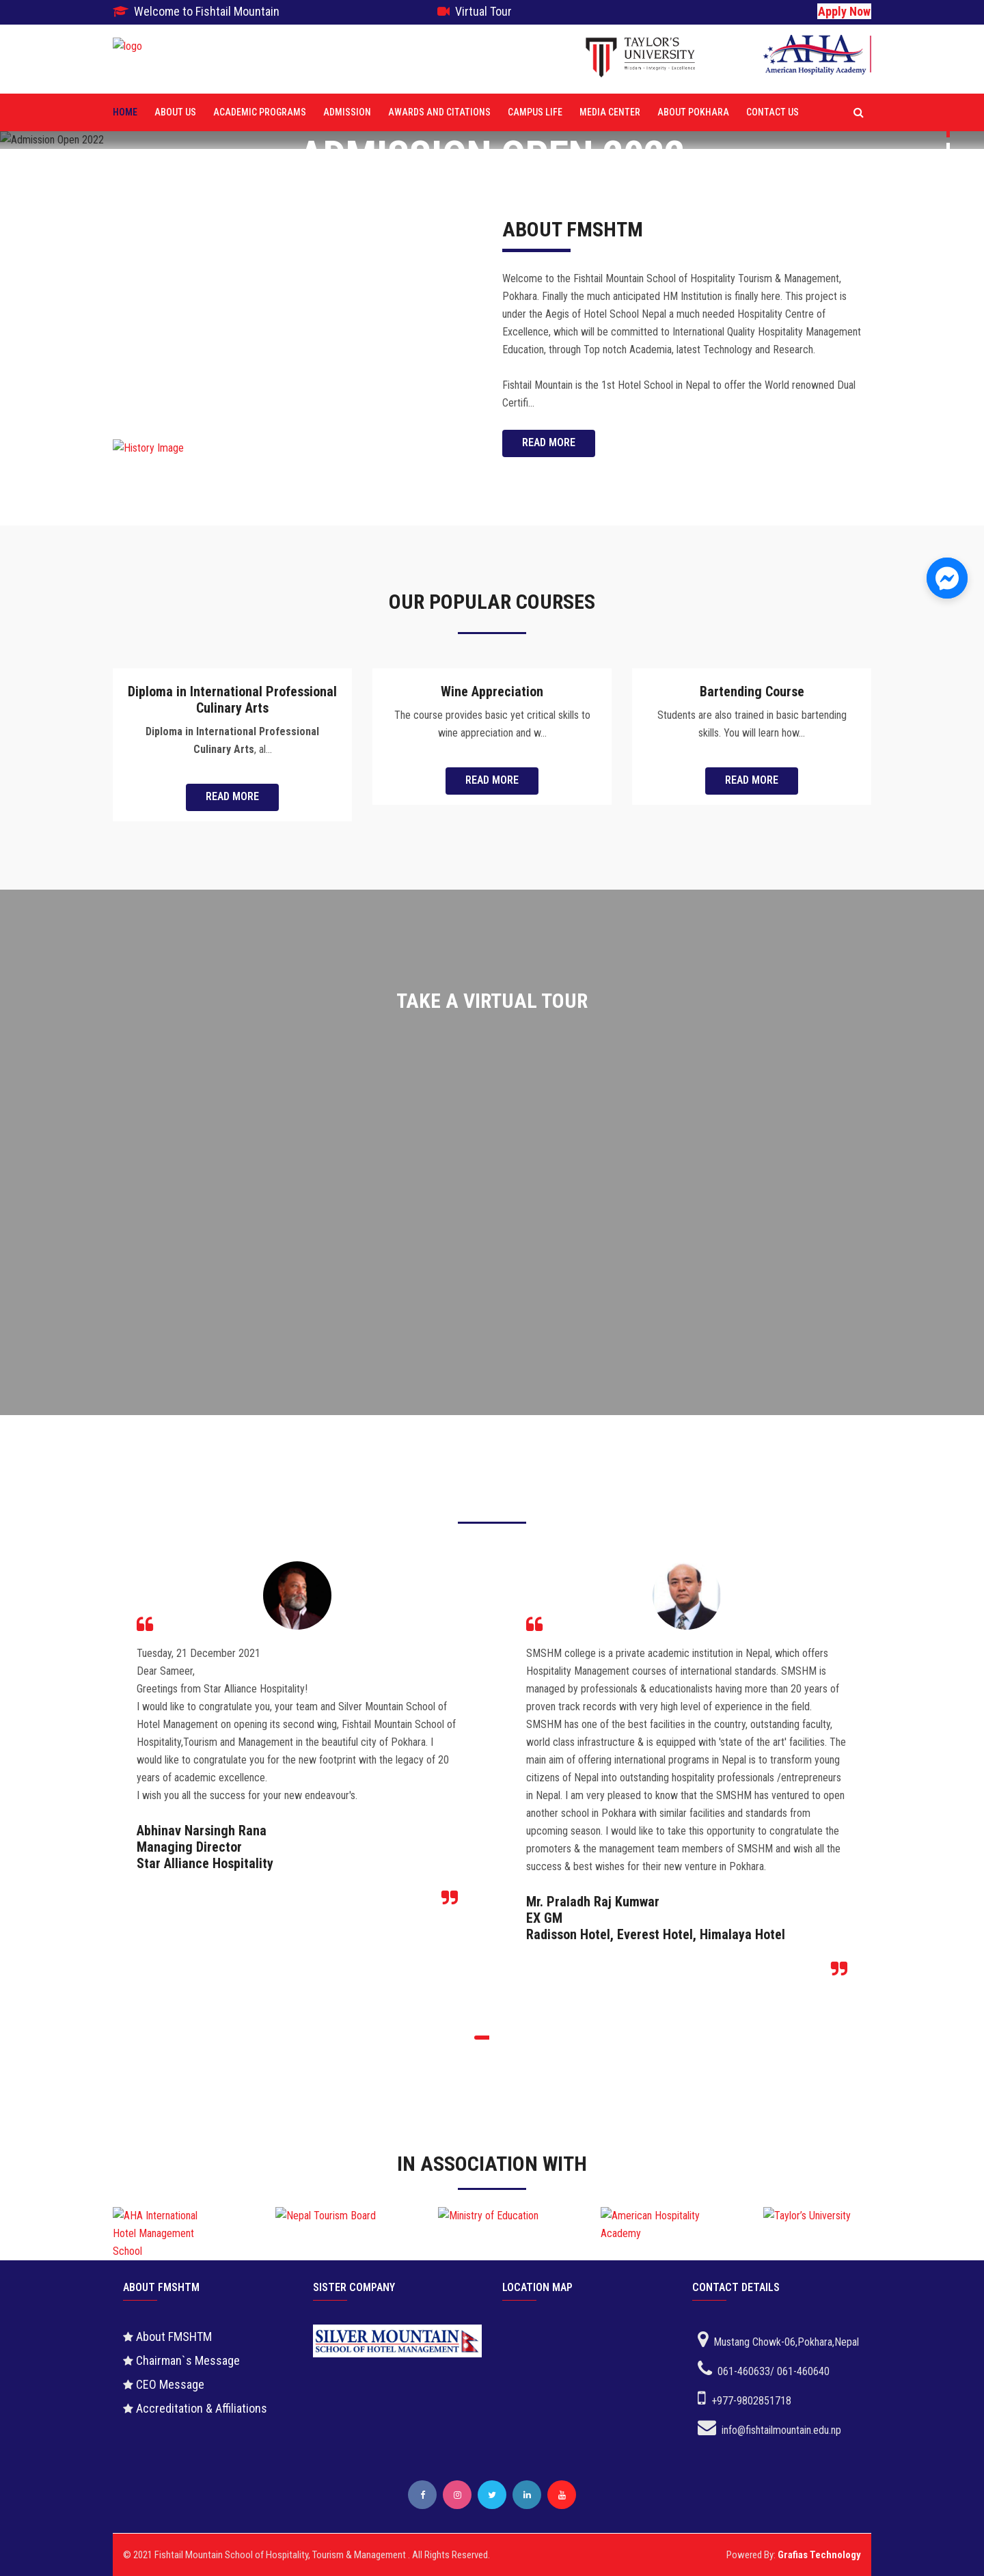 Welcome to Fishtail Mountain
Virtual Tour
Apply Now
logo
TAYLOR'S
UNIVERSITY
Wisdom · Integrity · Excellence
AHA
American Hospitality Academy
HOME
ABOUT US
ACADEMIC PROGRAMS
ADMISSION
AWARDS AND CITATIONS
CAMPUS LIFE
MEDIA CENTER
ABOUT POKHARA
CONTACT US
Admission Open 2022
ADMISSION OPEN 2022
History Image
ABOUT FMSHTM
Welcome to the Fishtail Mountain School of Hospitality Tourism & Management,
Pokhara. Finally the much anticipated HM Institution is finally here. This project is
under the Aegis of Hotel School Nepal a much needed Hospitality Centre of
Excellence, which will be committed to International Quality Hospitality Management
Education, through Top notch Academia, latest Technology and Research.
Fishtail Mountain is the 1st Hotel School in Nepal to offer the World renowned Dual
Certifi...
READ MORE
OUR POPULAR COURSES
Diploma in International Professional
Culinary Arts
Diploma in International Professional
Culinary Arts, al...
READ MORE
Wine Appreciation
The course provides basic yet critical skills to
wine appreciation and w...
READ MORE
Bartending Course
Students are also trained in basic bartending
skills. You will learn how...
READ MORE
TAKE A VIRTUAL TOUR
Tuesday, 21 December 2021
Dear Sameer,
Greetings from Star Alliance Hospitality!
I would like to congratulate you, your team and Silver Mountain School of
Hotel Management on opening its second wing, Fishtail Mountain School of
Hospitality,Tourism and Management in the beautiful city of Pokhara. I
would like to congratulate you for the new footprint with the legacy of 20
years of academic excellence.
I wish you all the success for your new endeavour's.
Abhinav Narsingh Rana
Managing Director
Star Alliance Hospitality
SMSHM college is a private academic institution in Nepal, which offers
Hospitality Management courses of international standards. SMSHM is
managed by professionals & educationalists having more than 20 years of
proven track records with very high level of experience in the field.
SMSHM has one of the best facilities in the country, outstanding faculty,
world class infrastructure & is equipped with 'state of the art' facilities. The
main aim of offering international programs in Nepal is to transform young
citizens of Nepal into outstanding hospitality professionals /entrepreneurs
in Nepal. I am very pleased to know that the SMSHM has ventured to open
another school in Pokhara with similar facilities and standards from
upcoming season. I would like to take this opportunity to congratulate the
promoters & the management team members of SMSHM and wish all the
success & best wishes for their new venture in Pokhara.
Mr. Praladh Raj Kumwar
EX GM
Radisson Hotel, Everest Hotel, Himalaya Hotel
IN ASSOCIATION WITH
AHA International
Hotel Management
School
Nepal Tourism Board
Ministry of Education
American Hospitality
Academy
Taylor's University
ABOUT FMSHTM
About FMSHTM
Chairman`s Message
CEO Message
Accreditation & Affiliations
SISTER COMPANY
SILVER MOUNTAIN
SCHOOL OF HOTEL MANAGEMENT
LOCATION MAP
CONTACT DETAILS
Mustang Chowk-06,Pokhara,Nepal
061-460633/ 061-460640
+977-9802851718
info@fishtailmountain.edu.np
© 2021 Fishtail Mountain School of Hospitality, Tourism & Management . All Rights Reserved.
Powered By: Grafias Technology